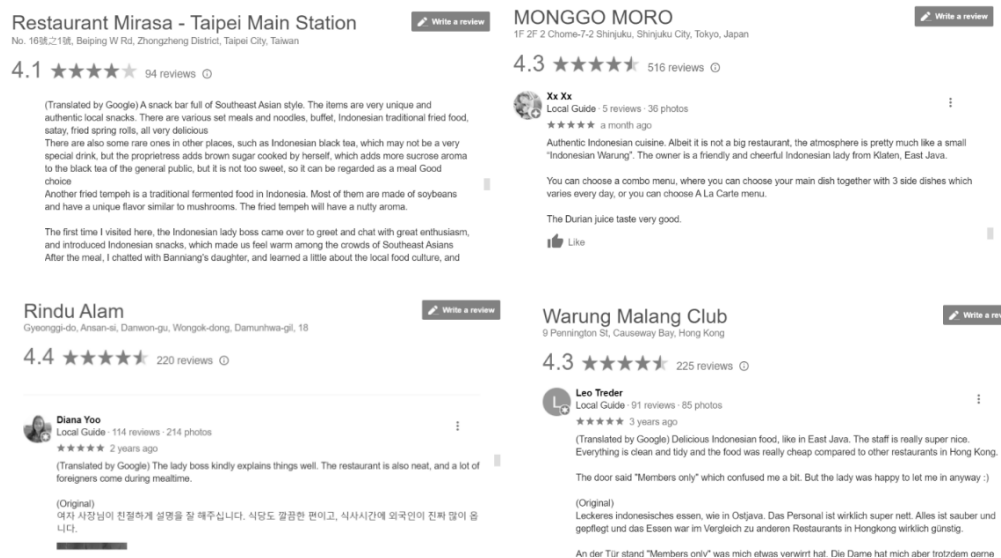 Restaurant Mirasa - Taipei Main Station
Write a review
No. 16號之1號, Beiping W Rd, Zhongzheng District, Taipei City, Taiwan
4.1 94 reviews
(Translated by Google) A snack bar full of Southeast Asian style. The items are very unique and
authentic local snacks. There are various set meals and noodles, buffet, Indonesian traditional fried food,
satay, fried spring rolls, all very delicious
There are also some rare ones in other places, such as Indonesian black tea, which may not be a very
special drink, but the proprietress adds brown sugar cooked by herself, which adds more sucrose aroma
to the black tea of the general public, but it is not too sweet, so it can be regarded as a meal Good
choice
Another fried tempeh is a traditional fermented food in Indonesia. Most of them are made of soybeans
and have a unique flavor similar to mushrooms. The fried tempeh will have a nutty aroma.
The first time I visited here, the Indonesian lady boss came over to greet and chat with great enthusiasm,
and introduced Indonesian snacks, which made us feel warm among the crowds of Southeast Asians
After the meal, I chatted with Banniang's daughter, and learned a little about the local food culture, and
MONGGO MORO
Write a review
1F 2F 2 Chome-7-2 Shinjuku, Shinjuku City, Tokyo, Japan
4.3 516 reviews
Xx Xx
Local Guide · 5 reviews · 36 photos
a month ago
Authentic Indonesian cuisine. Albeit it is not a big restaurant, the atmosphere is pretty much like a small
"Indonesian Warung". The owner is a friendly and cheerful Indonesian lady from Klaten, East Java.
You can choose a combo menu, where you can choose your main dish together with 3 side dishes which
varies every day, or you can choose A La Carte menu.
The Durian juice taste very good.
Like
Rindu Alam
Write a review
Gyeonggi-do, Ansan-si, Danwon-gu, Wongok-dong, Damunhwa-gil, 18
4.4 220 reviews
Diana Yoo
Local Guide · 114 reviews · 214 photos
2 years ago
(Translated by Google) The lady boss kindly explains things well. The restaurant is also neat, and a lot of
foreigners come during mealtime.
(Original)
여자 사장님이 친절하게 설명을 잘 해주십니다. 식당도 깔끔한 편이고, 식사시간에 외국인이 진짜 많이 옵
니다.
Warung Malang Club
Write a rev
9 Pennington St, Causeway Bay, Hong Kong
4.3 225 reviews
L
Leo Treder
Local Guide · 91 reviews · 85 photos
3 years ago
(Translated by Google) Delicious Indonesian food, like in East Java. The staff is really super nice.
Everything is clean and tidy and the food was really cheap compared to other restaurants in Hong Kong.
The door said "Members only" which confused me a bit. But the lady was happy to let me in anyway :)
(Original)
Leckeres indonesisches essen, wie in Ostjava. Das Personal ist wirklich super nett. Alles ist sauber und
gepflegt und das Essen war im Vergleich zu anderen Restaurants in Hongkong wirklich günstig.
An der Tür stand "Members only" was mich etwas verwirrt hat. Die Dame hat mich aber trotzdem gerne